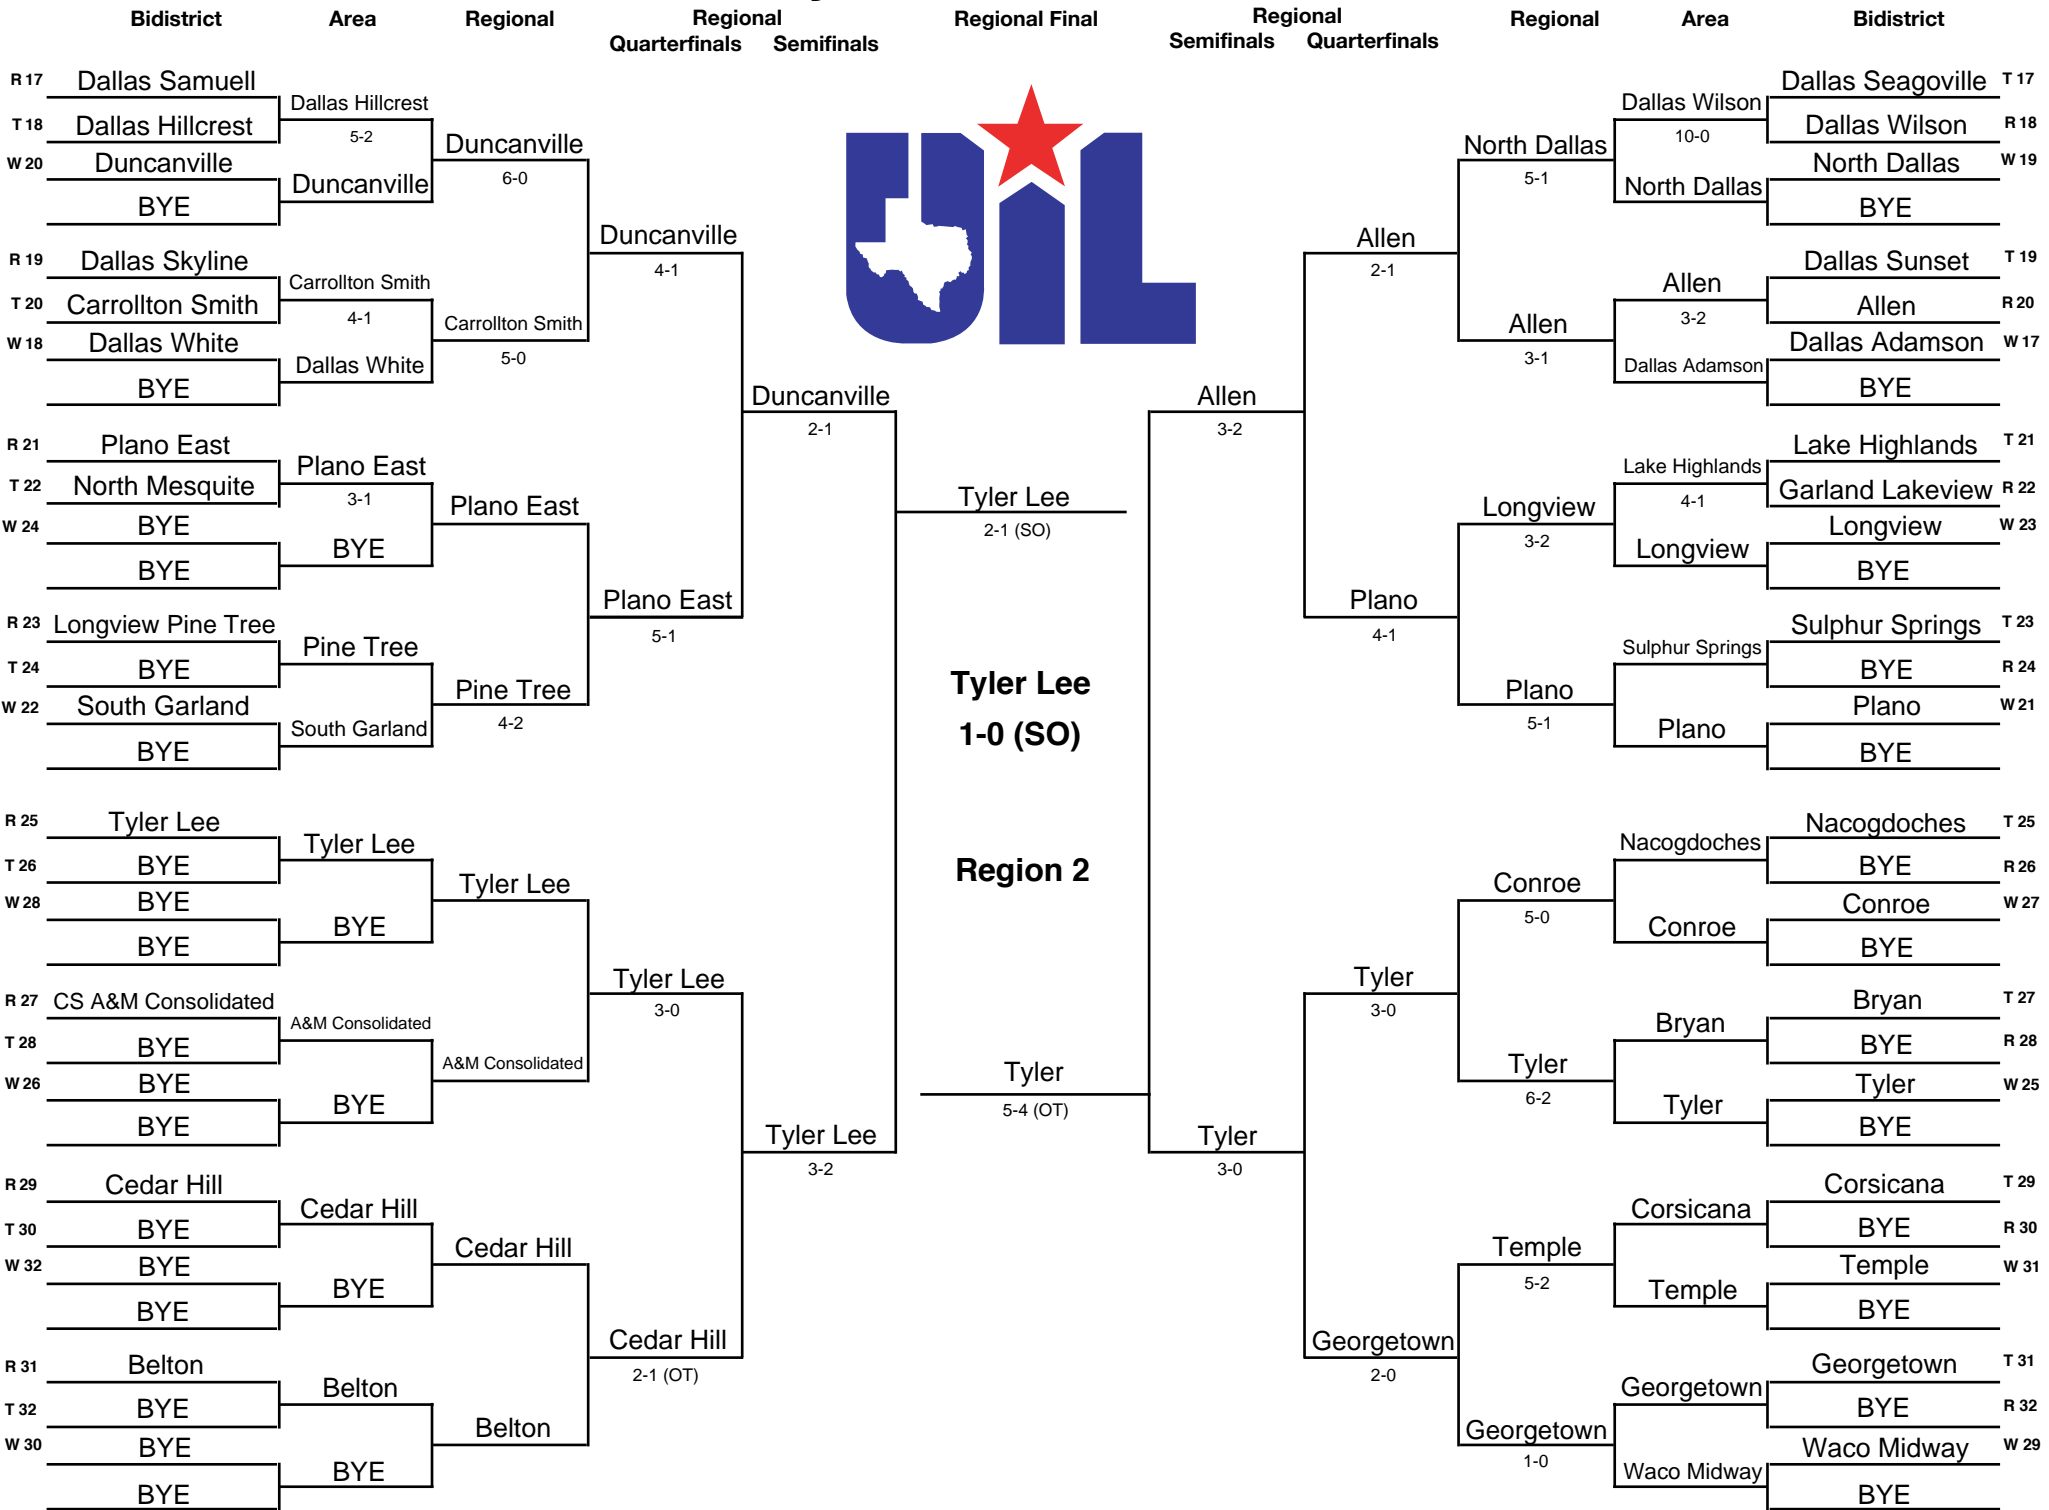 Bidistrict Area Regional Regional Regional Final Regional Regional Area Bidistrict
Quarterfinals Semifinals Semifinals Quarterfinals
R 17 Dallas Samuell
Dallas Hillcrest
T 18 Dallas Hillcrest
5-2
Duncanville
6-0
W 20 Duncanville
Duncanville
BYE
Duncanville
4-1
R 19 Dallas Skyline
Carrollton Smith
T 20 Carrollton Smith
4-1
Carrollton Smith
5-0
W 18 Dallas White
Dallas White
BYE
Duncanville
2-1
R 21 Plano East
Plano East
T 22 North Mesquite
3-1
Plano East
W 24 BYE
BYE
BYE
Plano East
5-1
R 23 Longview Pine Tree
Pine Tree
T 24 BYE
Pine Tree
4-2
W 22 South Garland
South Garland
BYE
R 25 Tyler Lee
Tyler Lee
T 26 BYE
Tyler Lee
W 28 BYE
BYE
BYE
Tyler Lee
3-0
R 27 CS A&M Consolidated
A&M Consolidated
T 28 BYE
A&M Consolidated
W 26 BYE
BYE
BYE
Tyler Lee
3-2
R 29 Cedar Hill
Cedar Hill
T 30 BYE
Cedar Hill
W 32 BYE
BYE
BYE
Cedar Hill
2-1 (OT)
R 31 Belton
Belton
T 32 BYE
Belton
W 30 BYE
BYE
BYE
UIL
Tyler Lee
2-1 (SO)
Tyler Lee
1-0 (SO)
Region 2
Tyler
5-4 (OT)
Dallas Seagoville T 17
Dallas Wilson
Dallas Wilson R 18
10-0
North Dallas
5-1
North Dallas W 19
North Dallas
BYE
Allen
2-1
Dallas Sunset T 19
Allen
Allen R 20
3-2
Allen
3-1
Dallas Adamson W 17
Dallas Adamson
BYE
Allen
3-2
Lake Highlands T 21
Lake Highlands
Garland Lakeview R 22
4-1
Longview
3-2
Longview W 23
Longview
BYE
Plano
4-1
Sulphur Springs T 23
Sulphur Springs
BYE R 24
Plano
5-1
Plano W 21
Plano
BYE
Nacogdoches T 25
Nacogdoches
BYE R 26
Conroe
5-0
Conroe W 27
Conroe
BYE
Tyler
3-0
Bryan T 27
Bryan
BYE R 28
Tyler
6-2
Tyler W 25
Tyler
BYE
Tyler
3-0
Corsicana T 29
Corsicana
BYE R 30
Temple
5-2
Temple W 31
Temple
BYE
Georgetown
2-0
Georgetown T 31
Georgetown
BYE R 32
Georgetown
1-0
Waco Midway W 29
Waco Midway
BYE